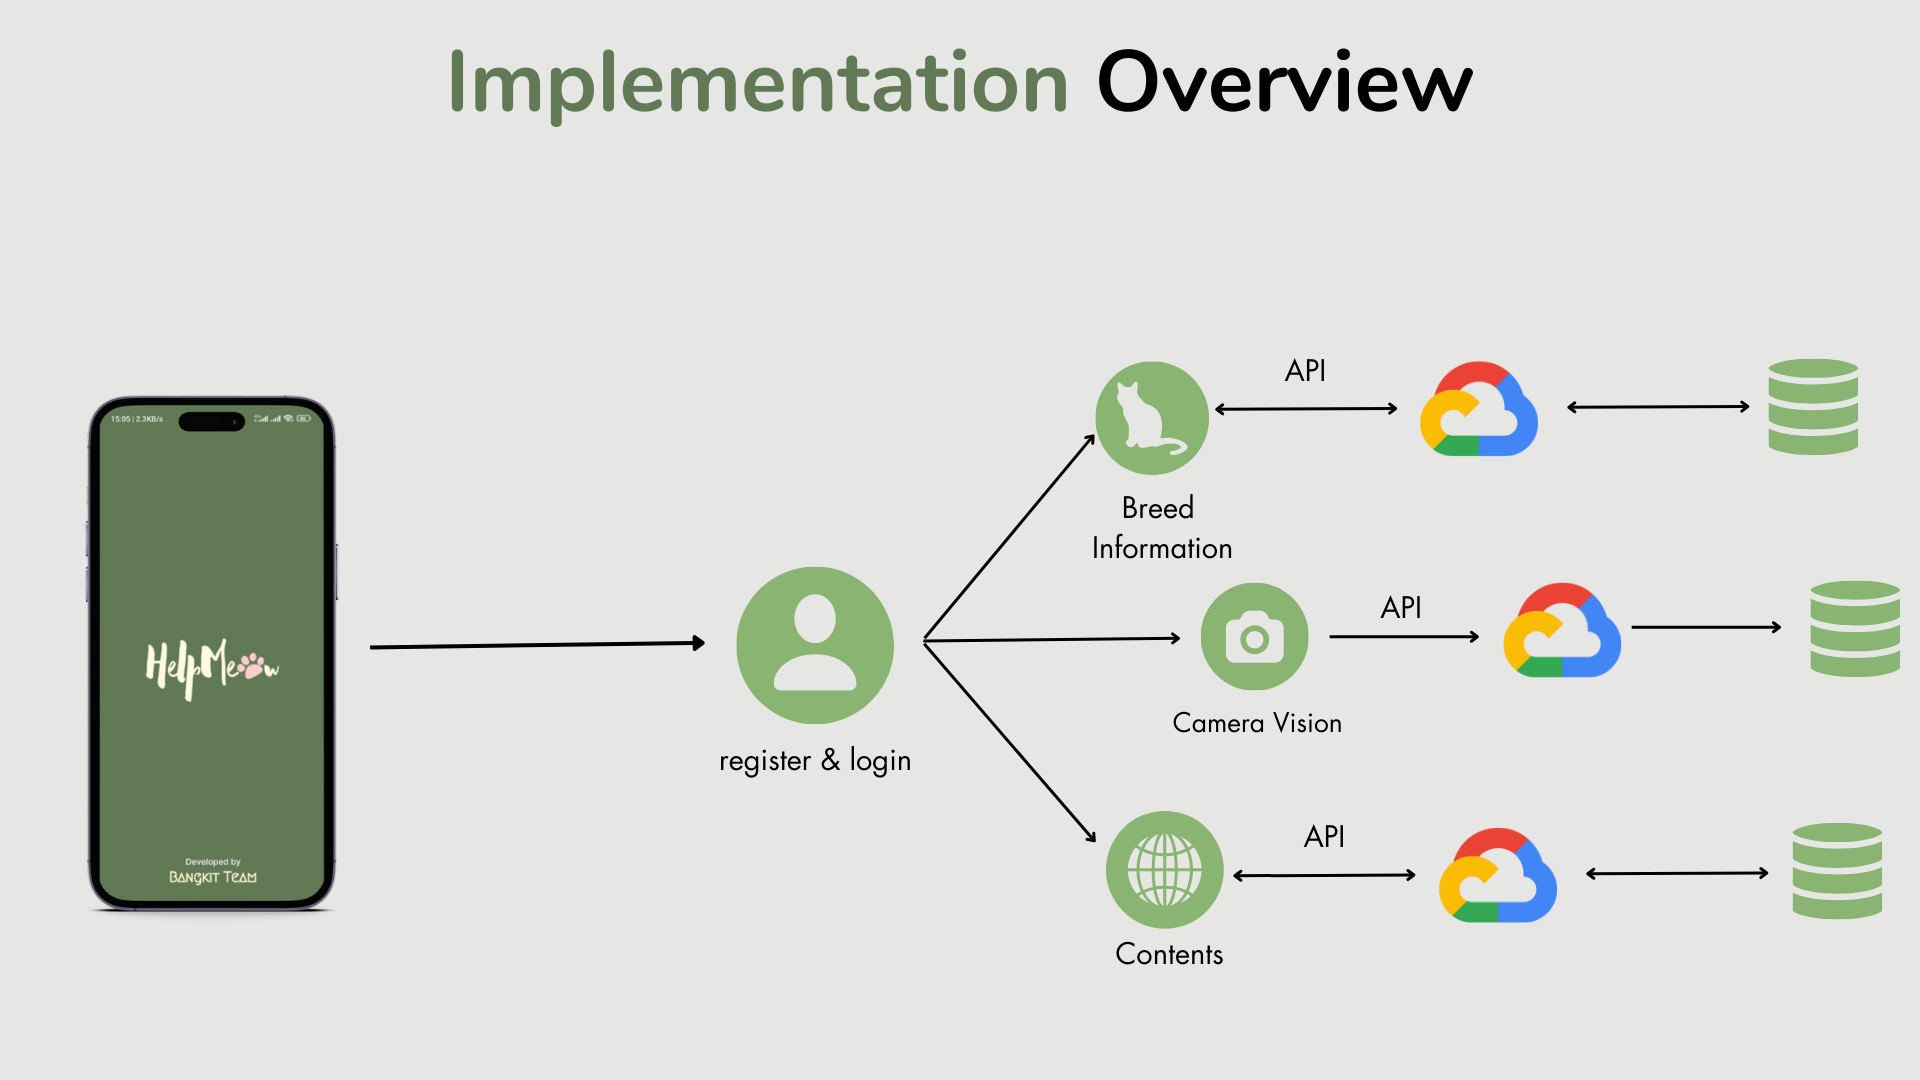 Implementation Overview
15:05 | 2.3KB/s
HelpMeow
Developed by
BANGKIT TEAM
register & login
API
Breed
Information
API
Camera Vision
API
Contents